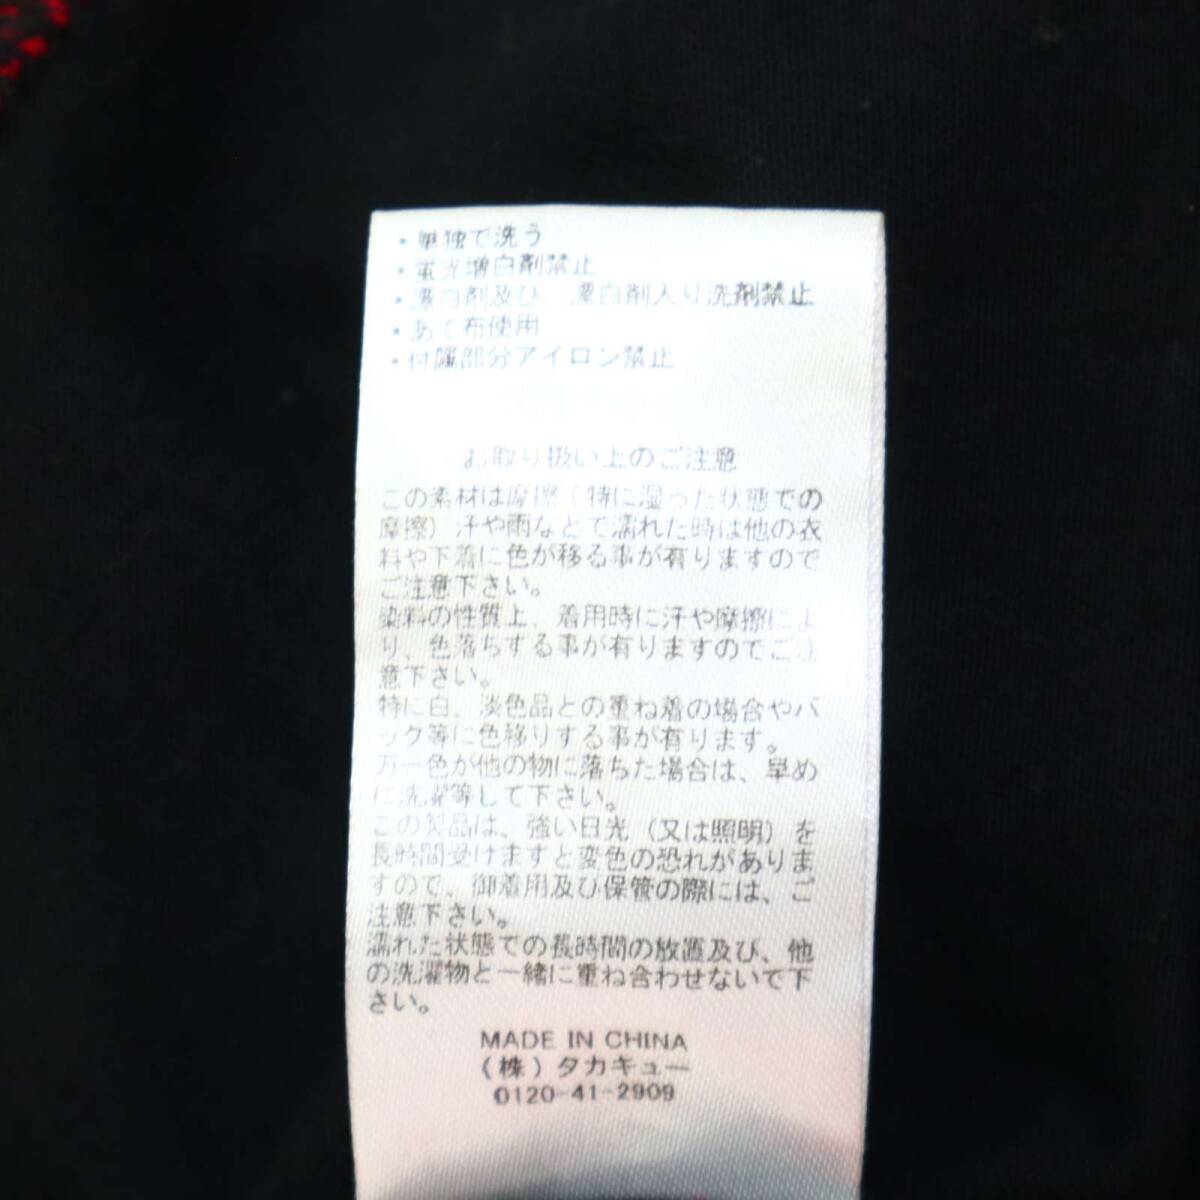 ・単独で洗う
・蛍光増白剤禁止
・漂白剤及び、漂白剤入り洗剤禁止
・あて布使用
・付属部分アイロン禁止
お取り扱い上のご注意
この素材は摩擦(特に湿った状態での
摩擦)汗や雨などで濡れた時は他の衣
料や下着に色が移る事が有りますので
ご注意下さい。
染料の性質上、着用時に汗や摩擦によ
り、色落ちする事が有りますのでご注
意下さい。
特に白、淡色品との重ね着の場合やバ
ック等に色移りする事が有ります。
万一色が他の物に落ちた場合は、早め
に洗濯等して下さい。
この製品は、強い日光(又は照明)を
長時間受けますと変色の恐れがありま
すので、御着用及び保管の際には、ご
注意下さい。
濡れた状態での長時間の放置及び、他
の洗濯物と一緒に重ね合わせないで下
さい。
MADE IN CHINA
(株)タカキュー
0120-41-2909